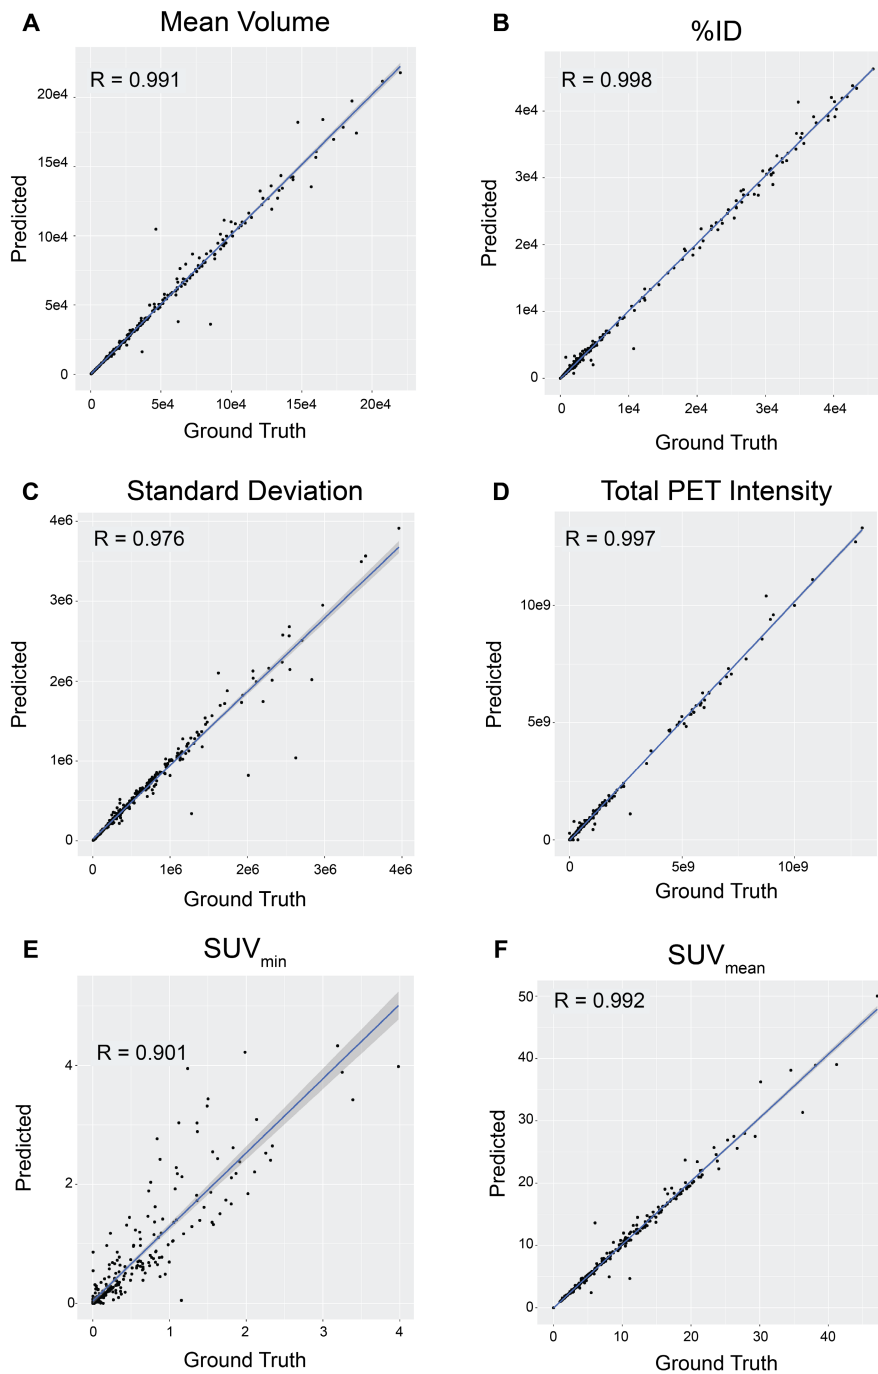 A Mean Volume
R = 0.991
20e4
15e4
10e4
5e4
0
Predicted
0 5e4 10e4 15e4 20e4
Ground Truth
B %ID
R = 0.998
4e4
3e4
2e4
1e4
0
Predicted
0 1e4 2e4 3e4 4e4
Ground Truth
C Standard Deviation
R = 0.976
4e6
3e6
2e6
1e6
0
Predicted
0 1e6 2e6 3e6 4e6
Ground Truth
D Total PET Intensity
R = 0.997
10e9
5e9
0
Predicted
0 5e9 10e9
Ground Truth
E SUVmin
R = 0.901
4
2
0
Predicted
0 1 2 3 4
Ground Truth
F SUVmean
R = 0.992
50
40
30
20
10
0
Predicted
0 10 20 30 40
Ground Truth